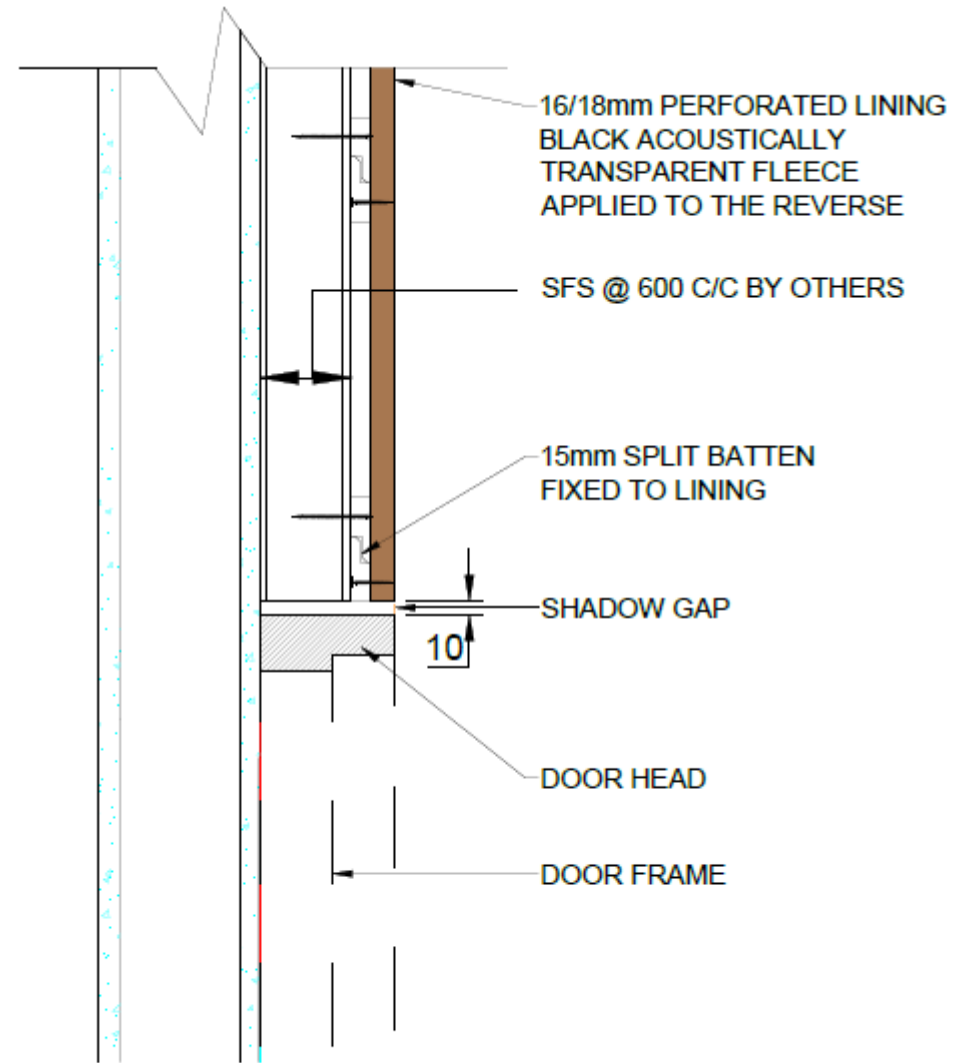 16/18mm PERFORATED LINING
BLACK ACOUSTICALLY
TRANSPARENT FLEECE
APPLIED TO THE REVERSE
SFS @ 600 C/C BY OTHERS
15mm SPLIT BATTEN
FIXED TO LINING
SHADOW GAP
10
DOOR HEAD
DOOR FRAME